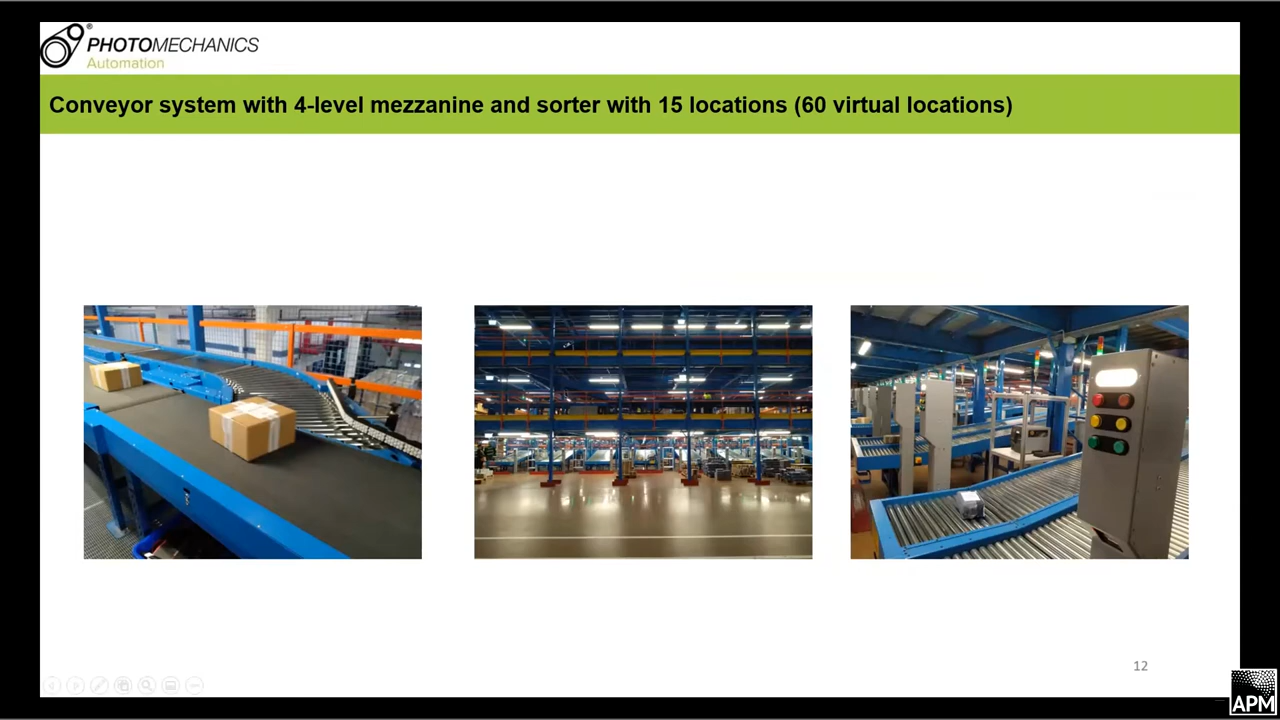 PHOTOMECHANICS®
Automation
Conveyor system with 4-level mezzanine and sorter with 15 locations (60 virtual locations)
12
APM